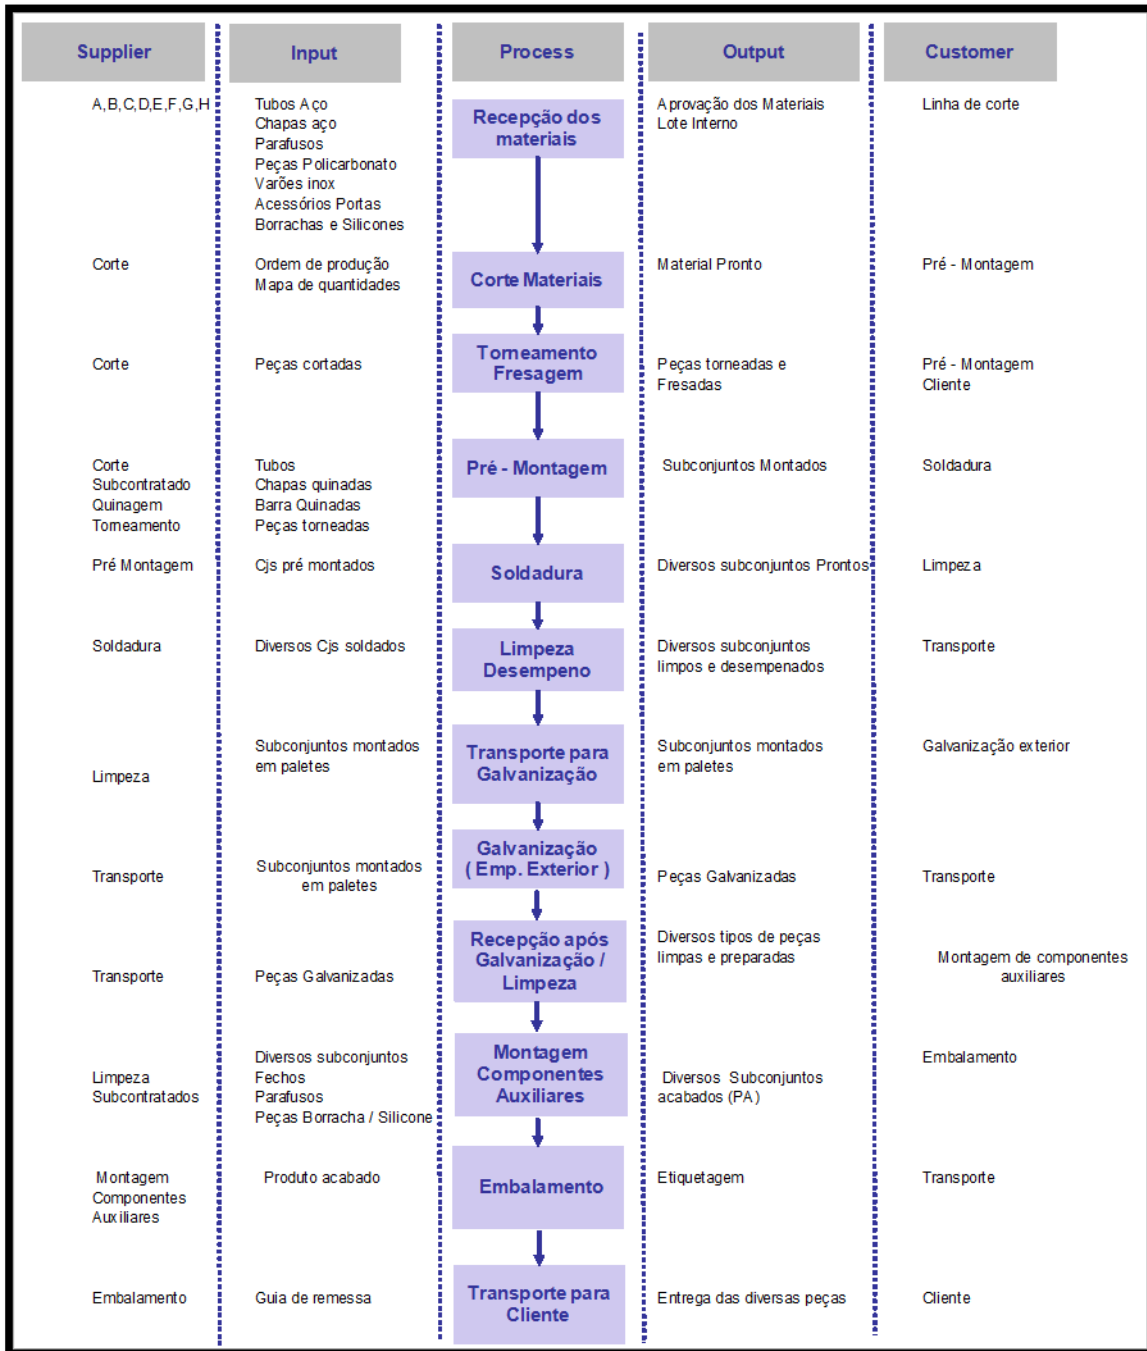 Supplier
Input
Process
Output
Customer
A,B,C,D,E,F,G,H
Tubos Aço
Chapas aço
Parafusos
Peças Policarbonato
Varões inox
Acessórios Portas
Borrachas e Silicones
Recepção dos
materiais
Aprovação dos Materiais
Lote Interno
Linha de corte
Corte
Ordem de produção
Mapa de quantidades
Corte Materiais
Material Pronto
Pré - Montagem
Corte
Peças cortadas
Torneamento
Fresagem
Peças torneadas e
Fresadas
Pré - Montagem
Cliente
Corte
Subcontratado
Quinagem
Torneamento
Tubos
Chapas quinadas
Barra Quinadas
Peças torneadas
Pré - Montagem
Subconjuntos Montados
Soldadura
Pré Montagem
Cjs pré montados
Soldadura
Diversos subconjuntos Prontos
Limpeza
Soldadura
Diversos Cjs soldados
Limpeza
Desempeno
Diversos subconjuntos
limpos e desempenados
Transporte
Limpeza
Subconjuntos montados
em paletes
Transporte para
Galvanização
Subconjuntos montados
em paletes
Galvanização exterior
Transporte
Subconjuntos montados
em paletes
Galvanização
( Emp. Exterior )
Peças Galvanizadas
Transporte
Transporte
Peças Galvanizadas
Recepção após
Galvanização /
Limpeza
Diversos tipos de peças
limpas e preparadas
Montagem de componentes
auxiliares
Limpeza
Subcontratados
Diversos subconjuntos
Fechos
Parafusos
Peças Borracha / Silicone
Montagem
Componentes
Auxiliares
Diversos Subconjuntos
acabados (PA)
Embalamento
Montagem
Componentes
Auxiliares
Produto acabado
Embalamento
Etiquetagem
Transporte
Embalamento
Guia de remessa
Transporte para
Cliente
Entrega das diversas peças
Cliente